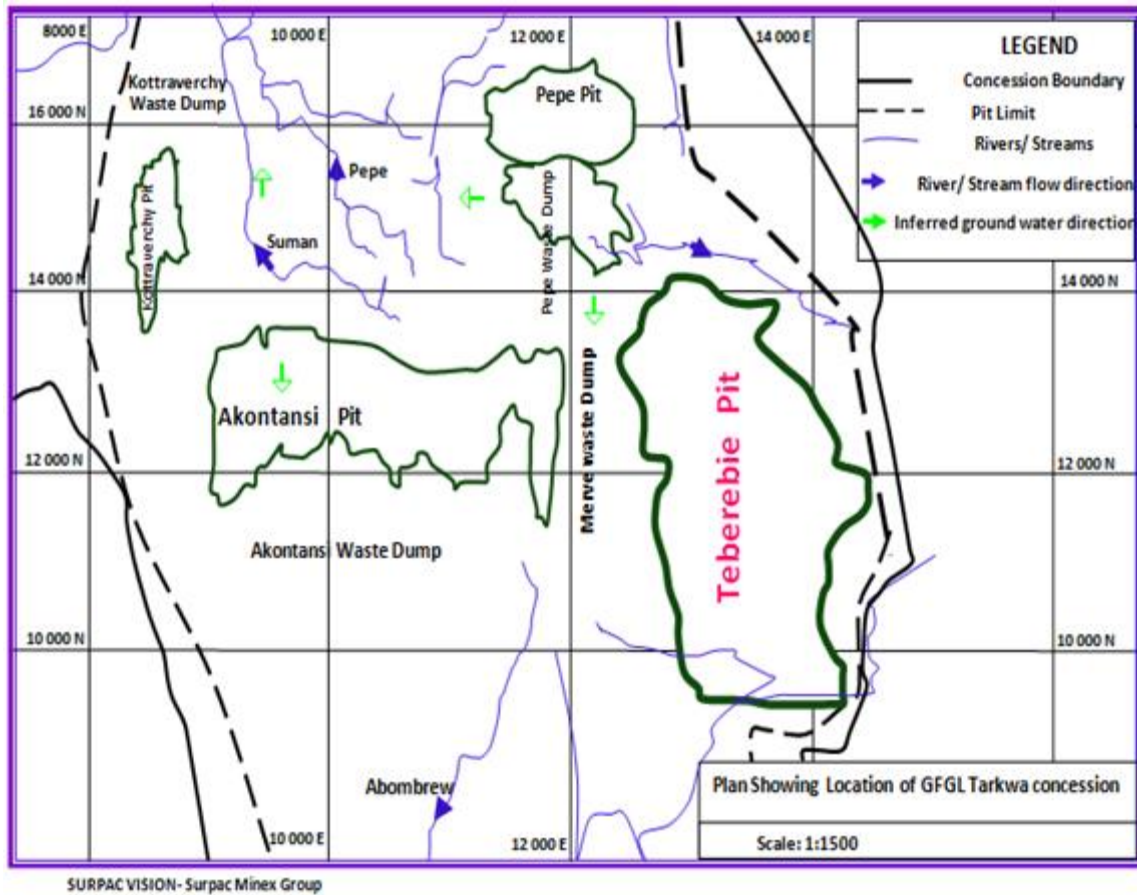 8000 E
10 000 E
12 000 E
14 000 E
LEGEND
Concession Boundary
Pit Limit
Rivers/ Streams
River/ Stream flow direction
Inferred ground water direction
Kottraverchy
Waste Dump
Pepe Pit
16 000 N
Pepe
Kottraverchy Pit
Pepe Waste Dump
Suman
14 000 N
14 000 N
Merve waste Dump
Teberebie Pit
Akontansi Pit
12 000 N
12 000 N
Akontansi Waste Dump
10 000 N
10 000 N
Abombrew
Plan Showing Location of GFGL Tarkwa concession
10 000 E
12 000 E
Scale: 1:1500
SURPAC VISION- Surpac Minex Group